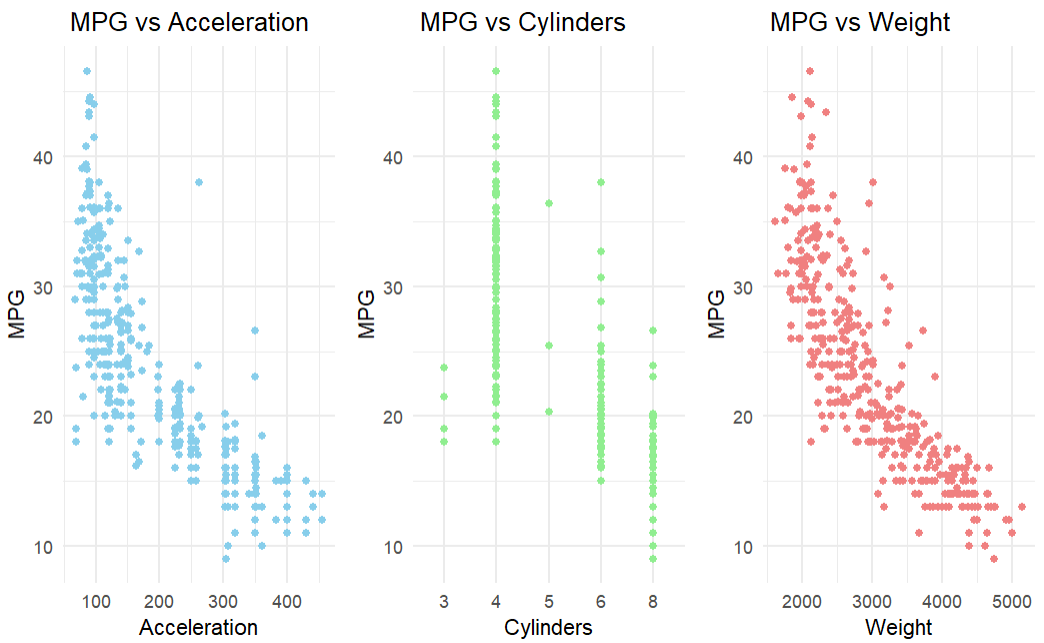 MPG vs Acceleration
MPG
40
30
20
10
100 200 300 400
Acceleration
MPG vs Cylinders
MPG
40
30
20
10
3 4 5 6 8
Cylinders
MPG vs Weight
MPG
40
30
20
10
2000 3000 4000 5000
Weight